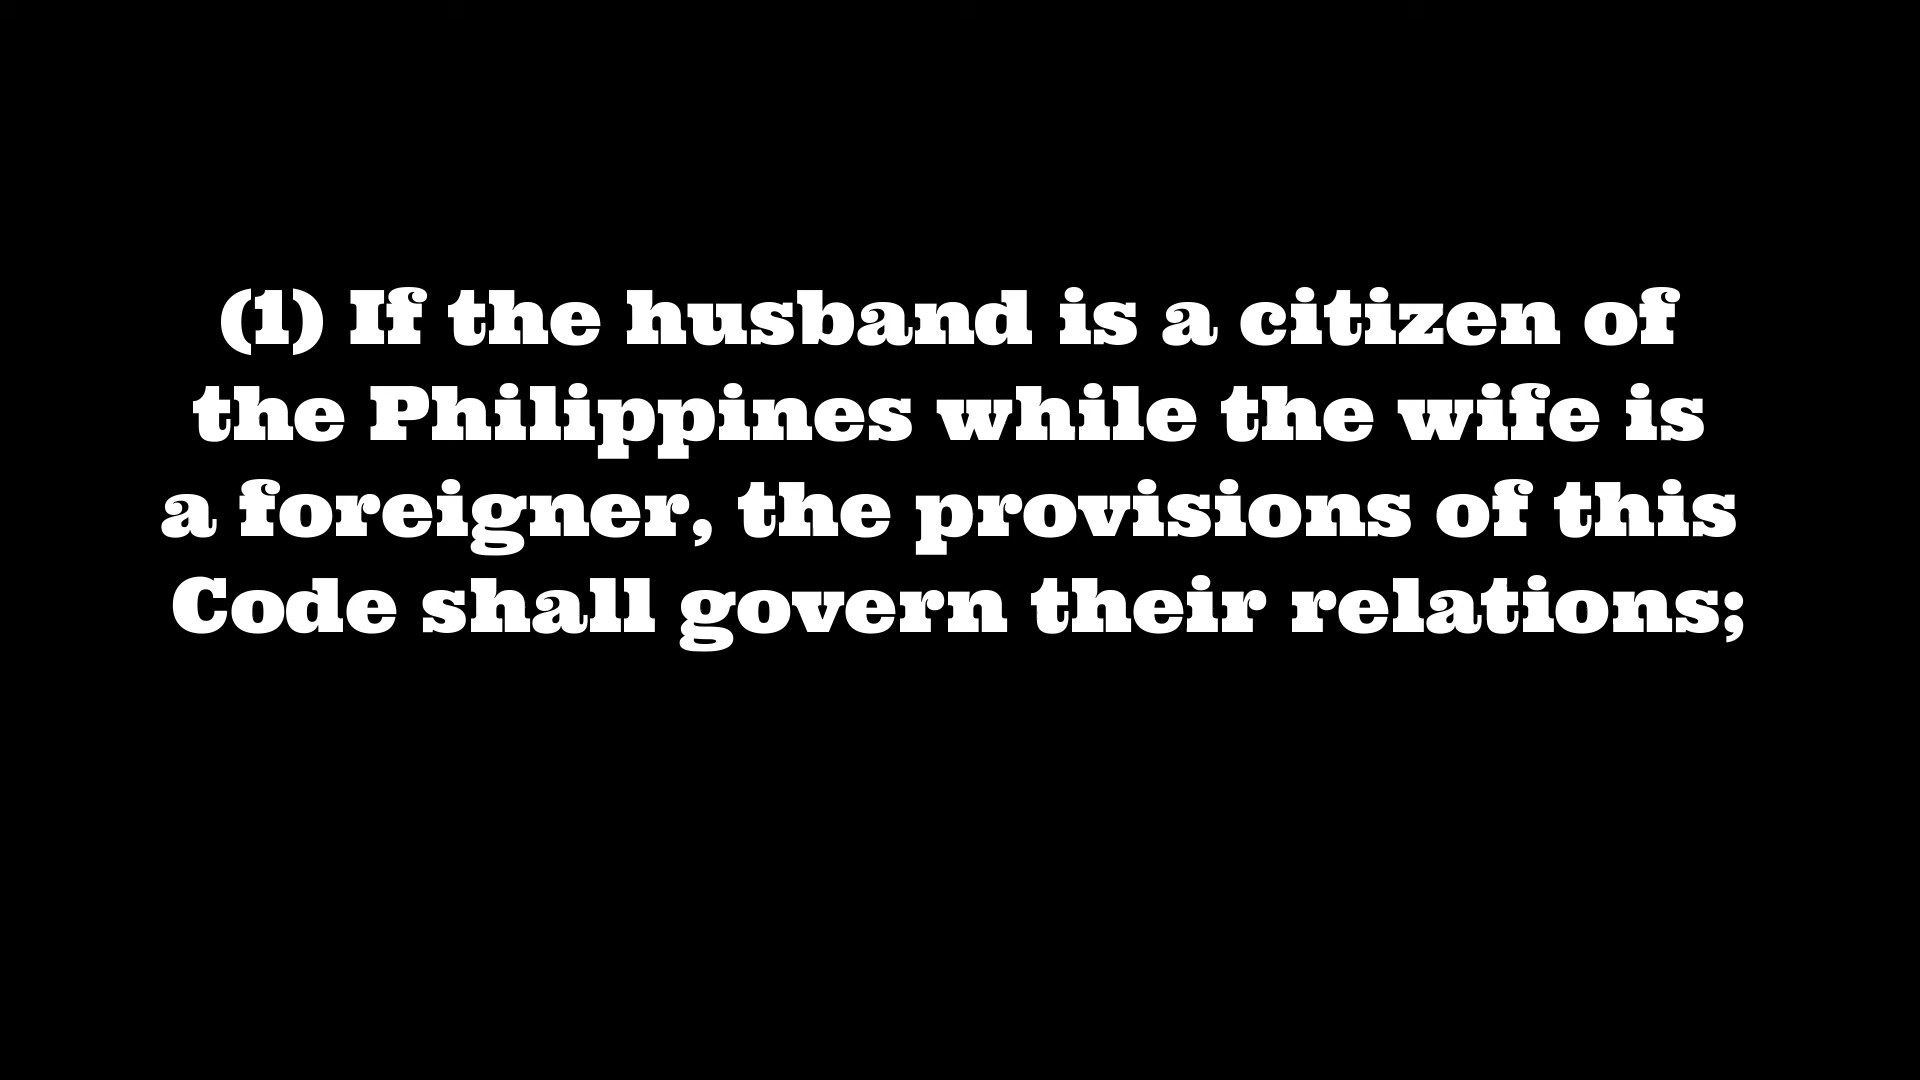 (1) If the husband is a citizen of
the Philippines while the wife is
a foreigner, the provisions of this
Code shall govern their relations;